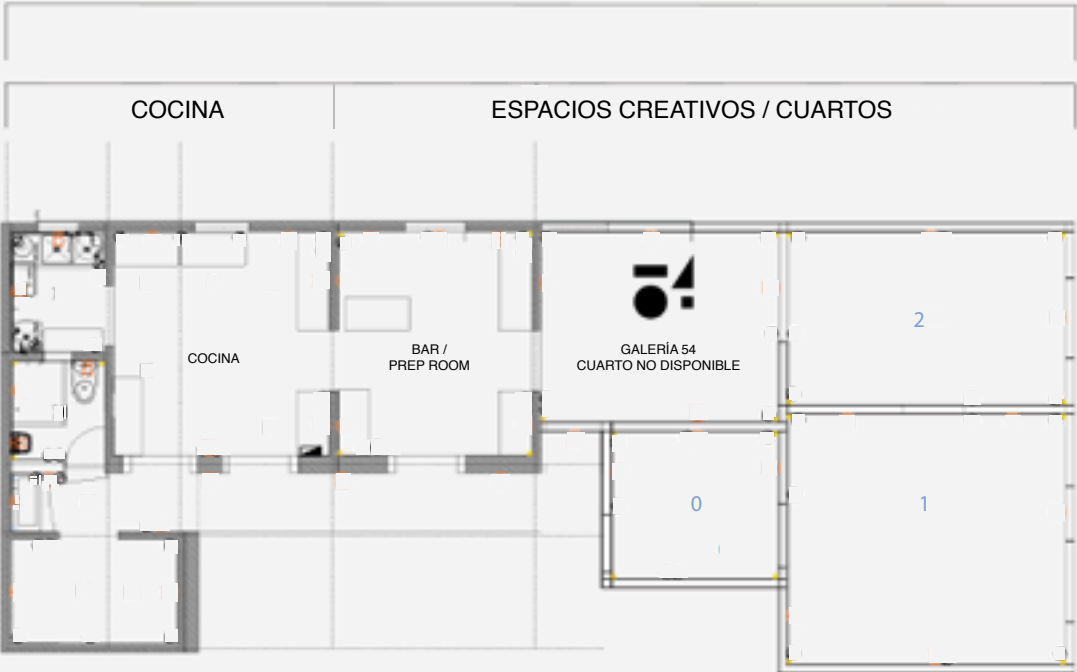 COCINA
ESPACIOS CREATIVOS / CUARTOS
COCINA
BAR /
PREP ROOM
GALERÍA 54
CUARTO NO DISPONIBLE
2
0
1